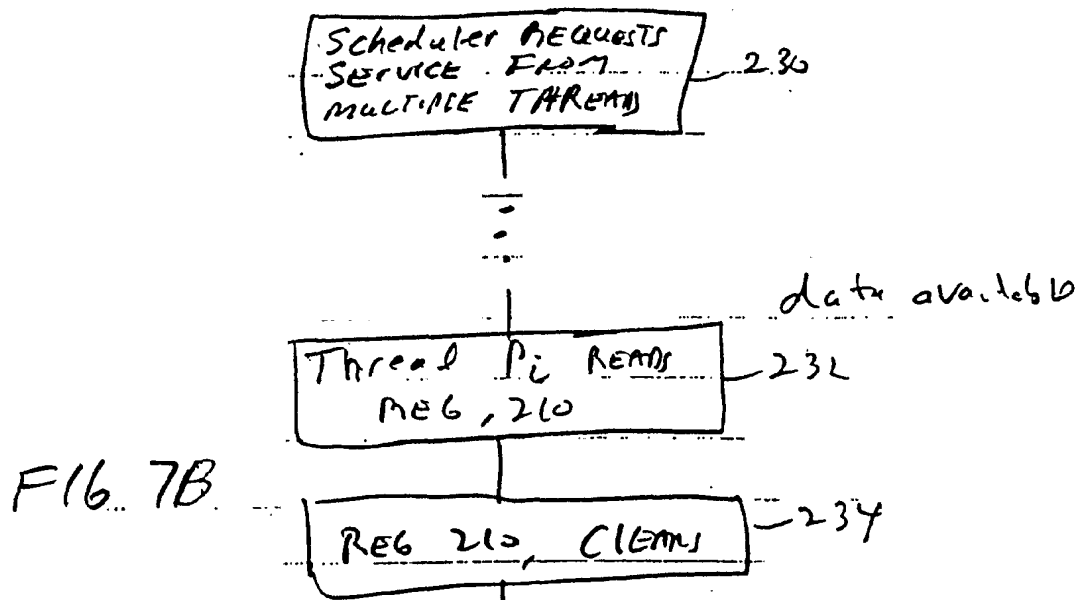 Scheduler REQUESTS
SERVICE FROM 230
MULTIPLE THREADS
data available
Thread Pi READS 232
REG, 210
FIG. 7B
REG 210, CLEARS 234